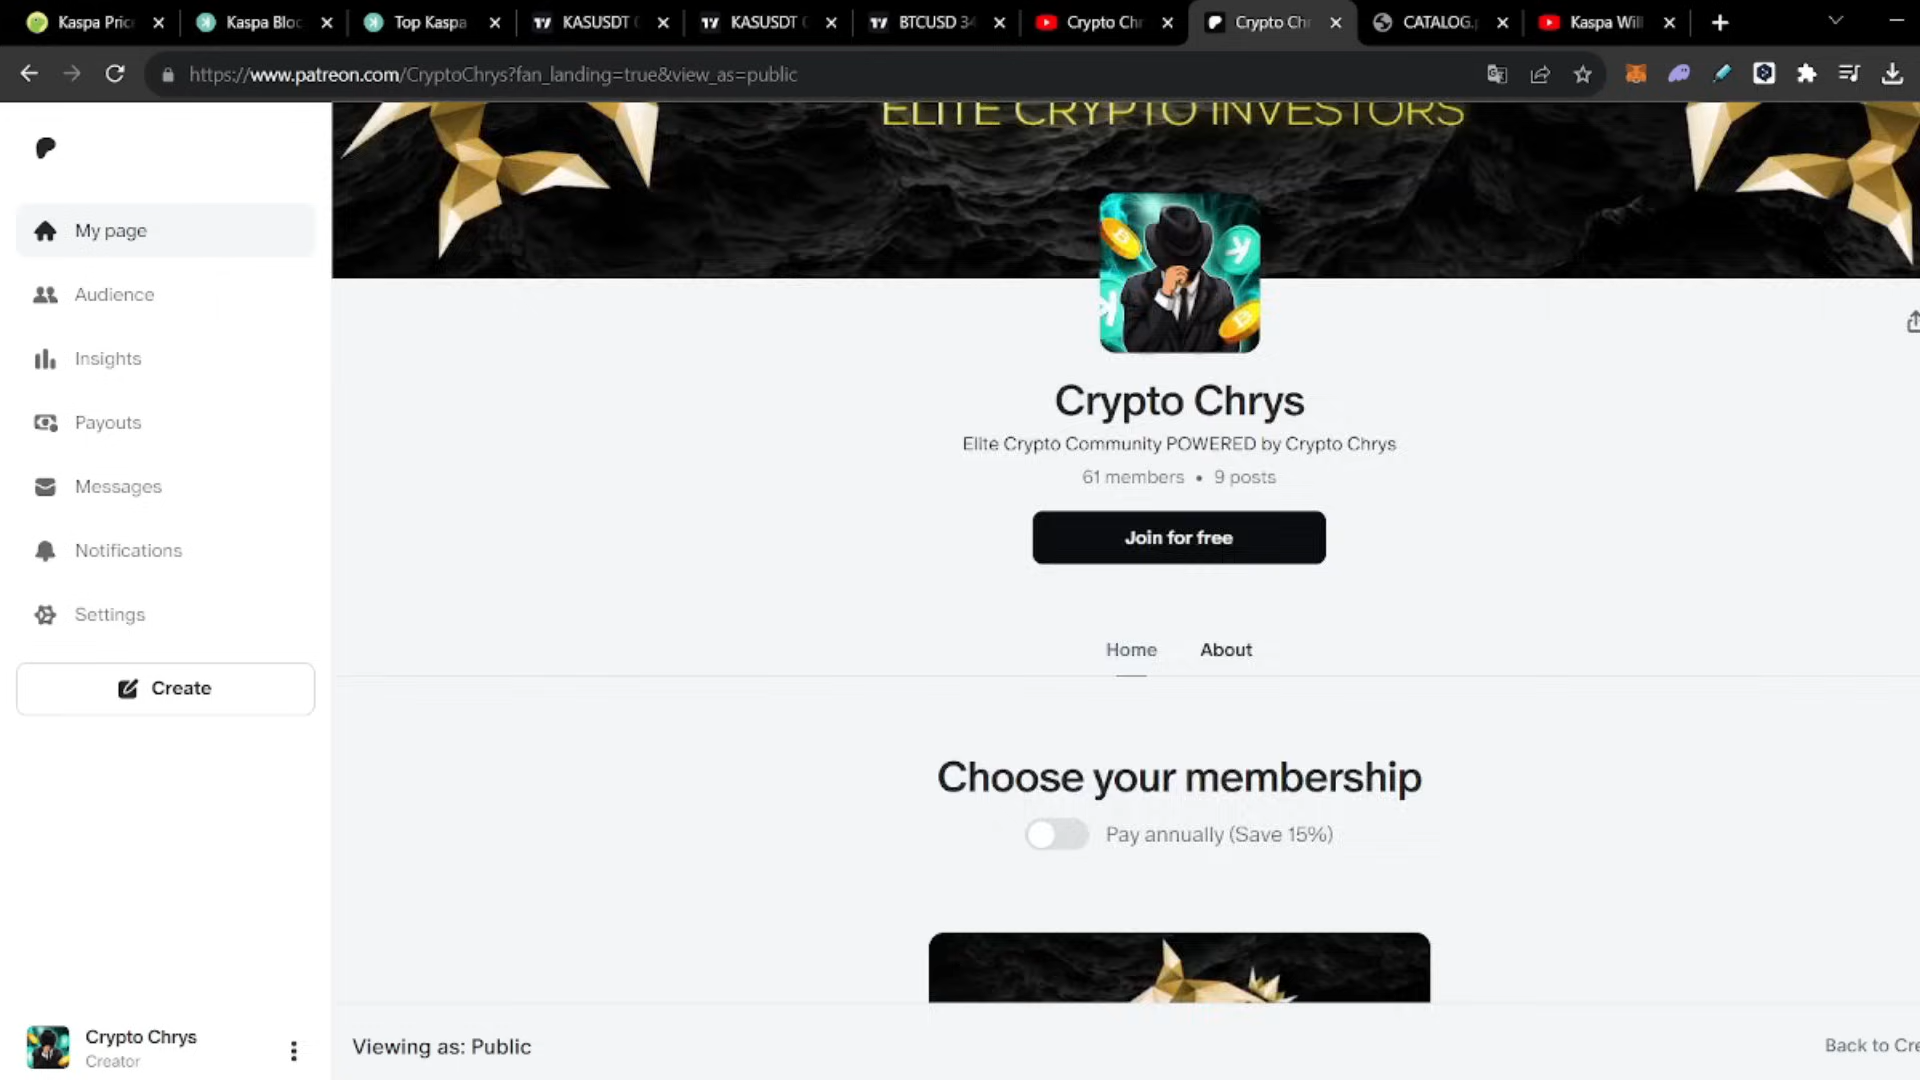 Kaspa Pric
Kaspa Bloc
Top Kaspa
KASUSDT
KASUSDT
BTCUSD 34
Crypto Chr
Crypto Chr
CATALOG.p
Kaspa Will
https://www.patreon.com/CryptoChrys?fan_landing=true&view_as=public
ELITE CRYPTO INVESTORS
My page
Audience
Insights
Payouts
Messages
Notifications
Settings
Create
Crypto Chrys
Elite Crypto Community POWERED by Crypto Chrys
61 members • 9 posts
Join for free
Home
About
Choose your membership
Pay annually (Save 15%)
Crypto Chrys
Creator
Viewing as: Public
Back to Cre